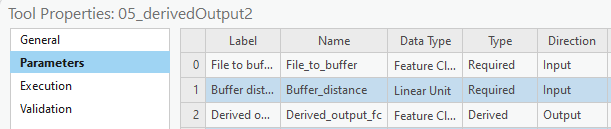 Tool Properties: 05_derivedOutput2
General
Parameters
Execution
Validation
Label Name Data Type Type Direction
0 File to buf... File_to_buffer Feature Cl... Required Input
1 Buffer dist... Buffer_distance Linear Unit Required Input
2 Derived o... Derived_output_fc Feature Cl... Derived Output